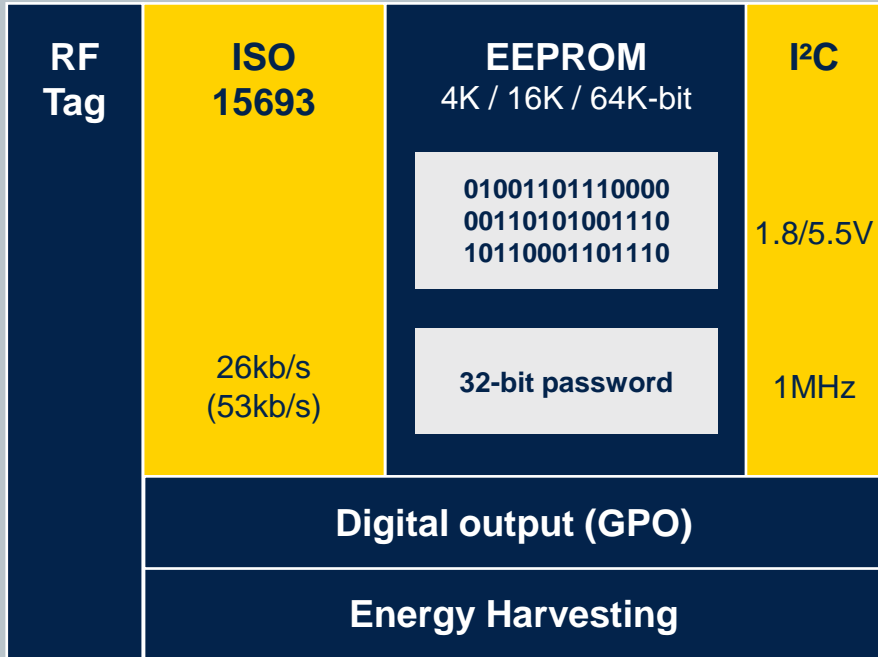 RF
Tag
ISO
15693
26kb/s
(53kb/s)
EEPROM
4K / 16K / 64K-bit
01001101110000
00110101001110
10110001101110
32-bit password
I²C
1.8/5.5V
1MHz
Digital output (GPO)
Energy Harvesting